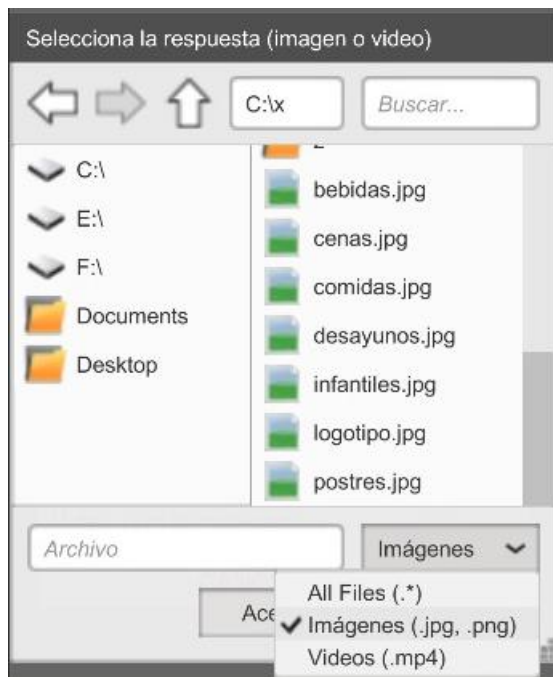 Selecciona la respuesta (imagen o video)
C:\x
Buscar...
C:\
E:\
F:\
Documents
Desktop
bebidas.jpg
cenas.jpg
comidas.jpg
desayunos.jpg
infantiles.jpg
logotipo.jpg
postres.jpg
Archivo
Imágenes
Ace
All Files (.*)
Imágenes (.jpg, .png)
Videos (.mp4)